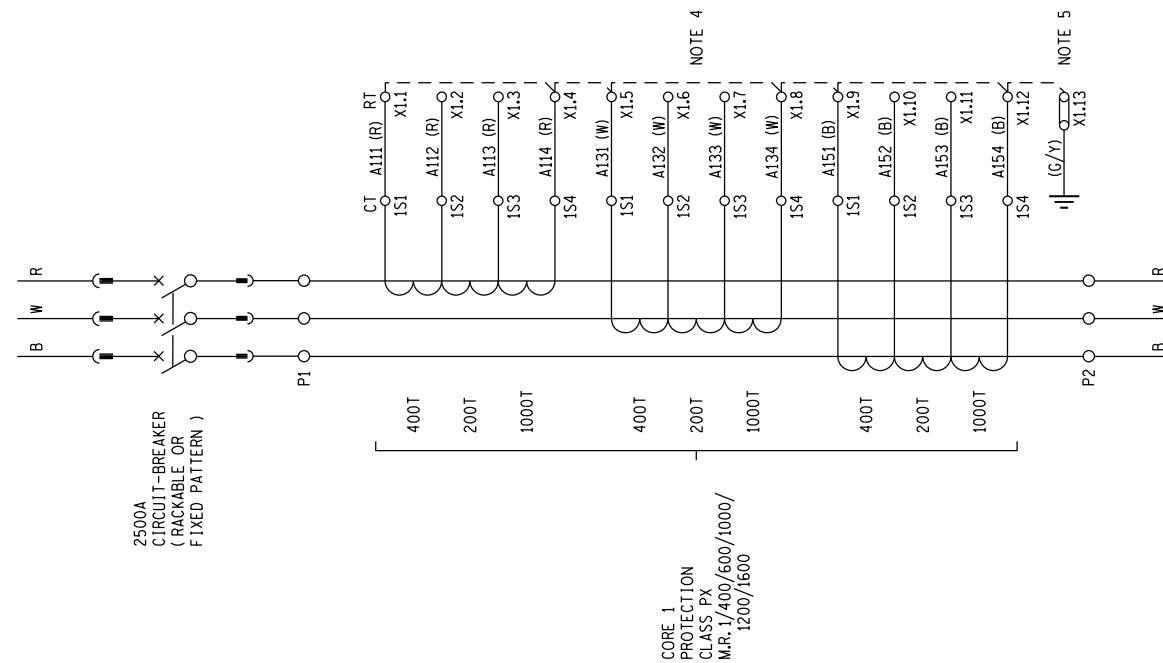 NOTE 4
NOTE 5
RT
X1.1
X1.2
X1.3
X1.4
X1.5
X1.6
X1.7
X1.8
X1.9
X1.10
X1.11
X1.12
X1.13
A111 (R)
A112 (R)
A113 (R)
A114 (R)
A131 (W)
A132 (W)
A133 (W)
A134 (W)
A151 (B)
A152 (B)
A153 (B)
A154 (B)
(G/Y)
CT
1S1
1S2
1S3
1S4
1S1
1S2
1S3
1S4
1S1
1S2
1S3
1S4
R
W
B
R
W
B
P1
P2
400T
200T
1000T
400T
200T
1000T
400T
200T
1000T
2500A
CIRCUIT-BREAKER
( RACKABLE OR
FIXED PATTERN )
CORE 1
PROTECTION
CLASS PX
M.R. 1/400/600/1000/
1200/1600